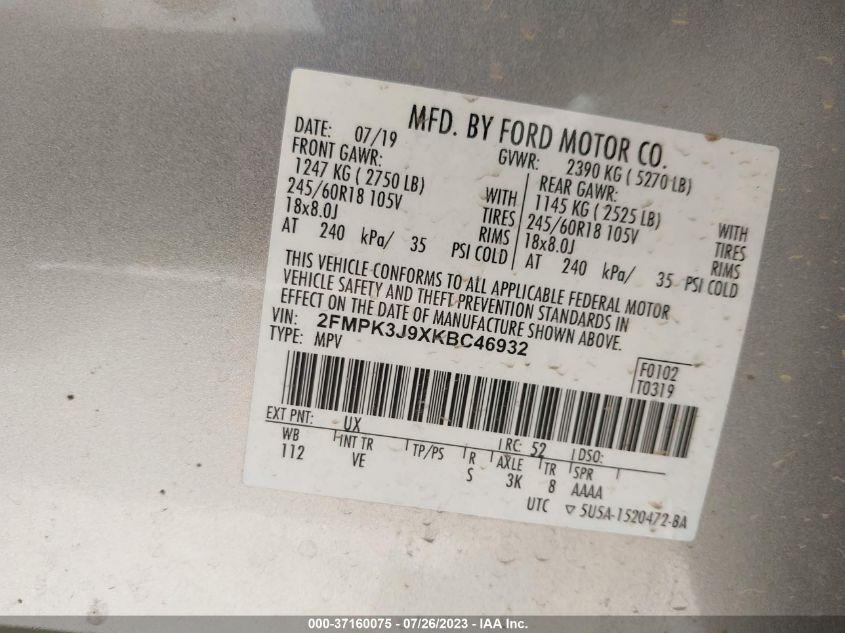 MFD. BY FORD MOTOR CO.
DATE: 07/19 GVWR: 2390 KG ( 5270 LB)
FRONT GAWR: REAR GAWR:
1247 KG ( 2750 LB) WITH 1145 KG ( 2525 LB) WITH
245/60R18 105V TIRES 245/60R18 105V TIRES
18x8.0J RIMS 18x8.0J RIMS
AT 240 kPa/ 35 PSI COLD AT 240 kPa/ 35 PSI COLD
THIS VEHICLE CONFORMS TO ALL APPLICABLE FEDERAL MOTOR
VEHICLE SAFETY AND THEFT PREVENTION STANDARDS IN
EFFECT ON THE DATE OF MANUFACTURE SHOWN ABOVE.
VIN: 2FMPK3J9XKBC46932
TYPE: MPV
F0102
T0319
EXT PNT: UX RC: 52 DSO:
WB INT TR TP/PS R AXLE TR SPR
112 VE S 3K 8 AAAA
UTC ▽ 5U5A-1520472-BA
000-37160075 - 07/26/2023 - IAA Inc.